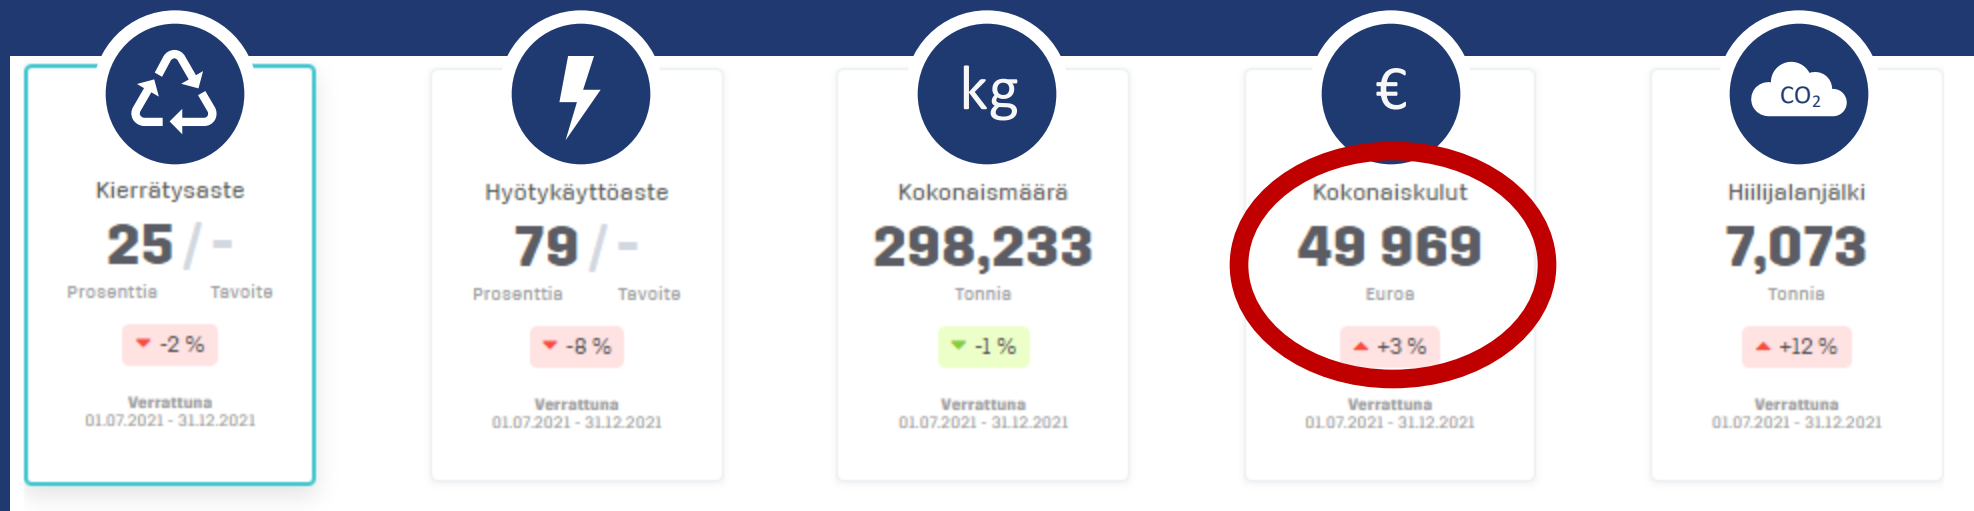 Kierrätysaste
25 / -
Prosenttia Tavoite
-2 %
Verrattuna
01.07.2021 - 31.12.2021
Hyötykäyttöaste
79 / -
Prosenttia Tavoite
-8 %
Verrattuna
01.07.2021 - 31.12.2021
kg
Kokonaismäärä
298,233
Tonnia
-1 %
Verrattuna
01.07.2021 - 31.12.2021
€
Kokonaiskulut
49 969
Euroa
+3 %
Verrattuna
01.07.2021 - 31.12.2021
CO₂
Hiilijalanjälki
7,073
Tonnia
+12 %
Verrattuna
01.07.2021 - 31.12.2021